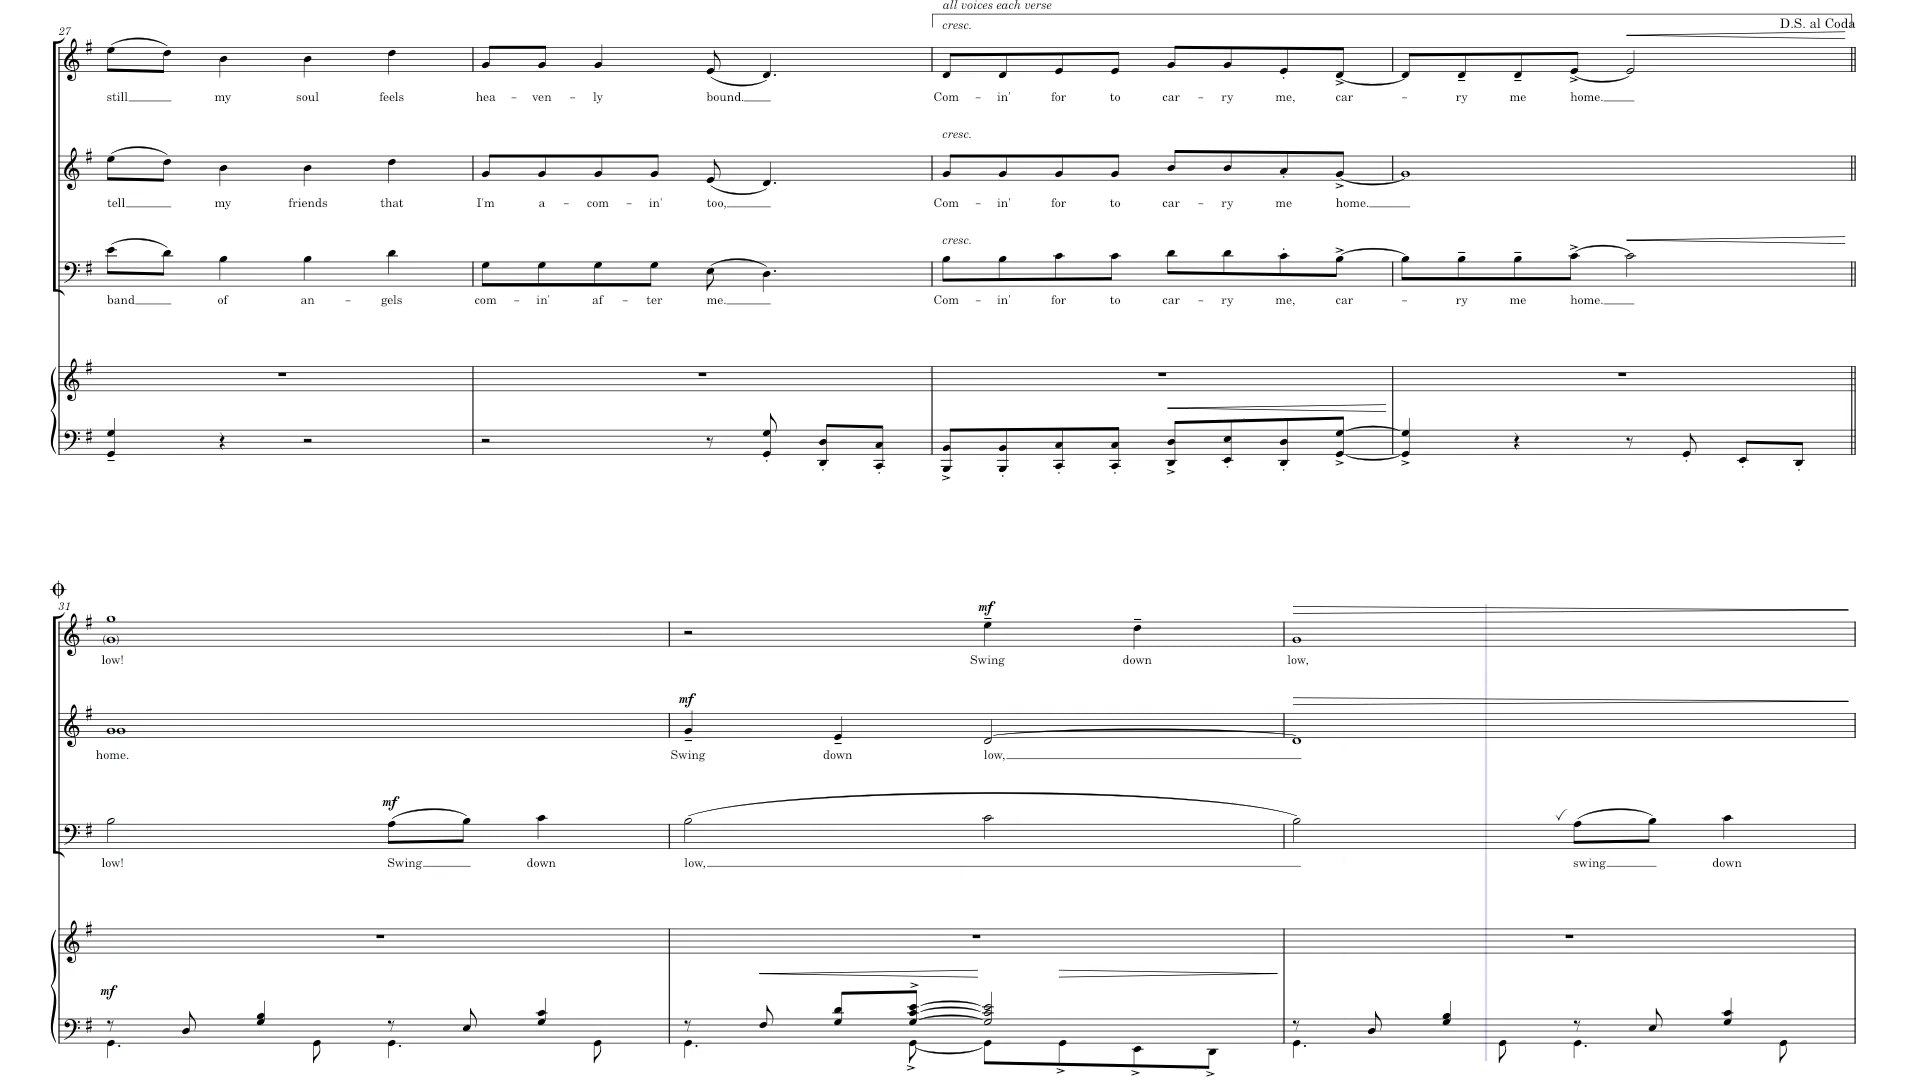 all voices each verse
cresc.
D.S. al Coda
27
still my soul feels hea - ven - ly bound. Com - in' for to car - ry me, car - ry me home.
cresc.
tell my friends that I'm a - com - in' too, Com - in' for to car - ry me home.
cresc.
band of an - gels com - in' af - ter me. Com - in' for to car - ry me, car - ry me home.
31
mf
low! Swing down low,
mf
home. Swing down low,
mf
low! Swing down low, swing down
mf